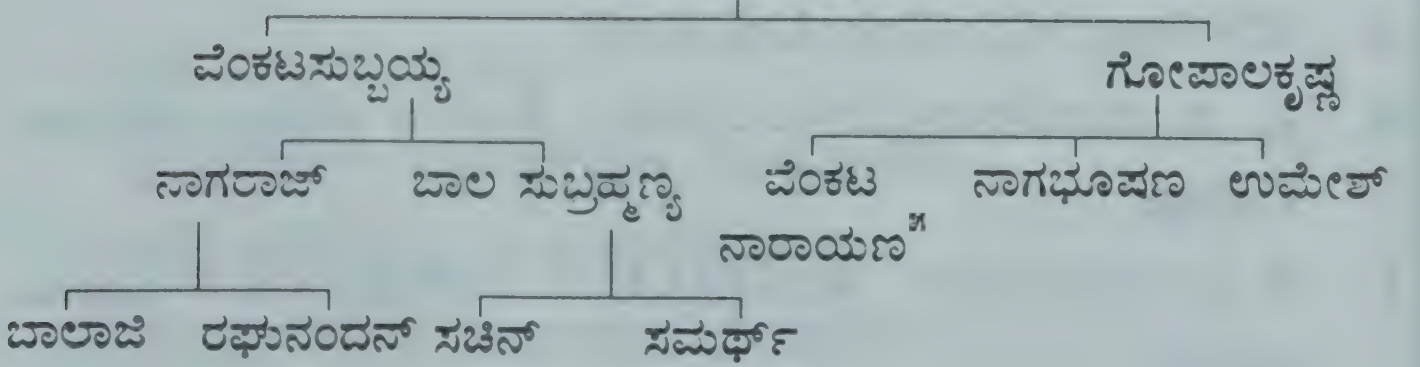 ವೆಂಕಟಸುಬ್ಬಯ್ಯ ಗೋಪಾಲಕೃಷ್ಣ
ನಾಗರಾಜ್ ಬಾಲ ಸುಬ್ರಹ್ಮಣ್ಯ ವೆಂಕಟ ನಾಗಭೂಷಣ ಉಮೇಶ್
ನಾರಾಯಣ
ಬಾಲಾಜಿ ರಘುನಂದನ್ ಸಚಿನ್ ಸಮರ್ಥ್